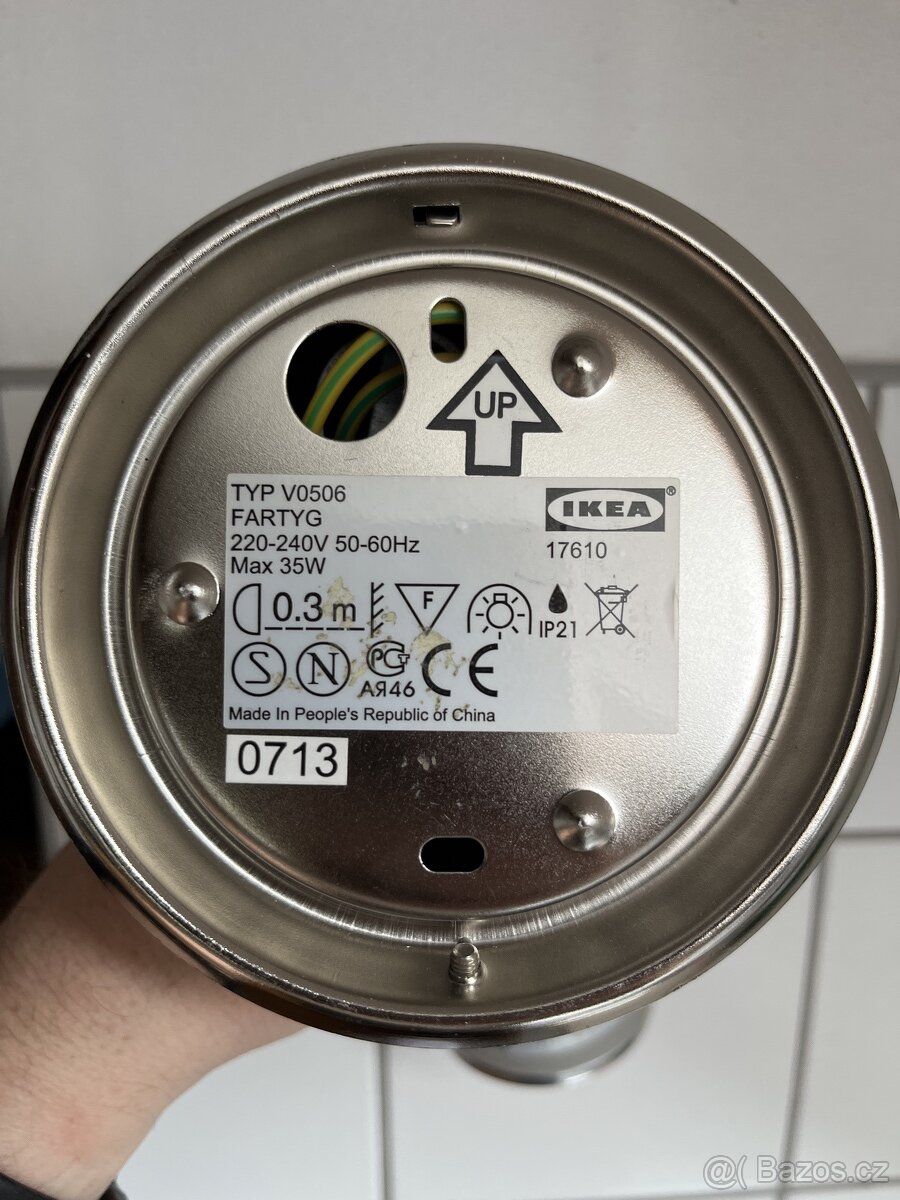 UP
TYP V0506
FARTYG
220-240V 50-60Hz
Max 35W
IKEA®
17610
0.3 m
F
IP21
S N PCT CE
АЯ46
Made In People's Republic of China
0713
@( Bazos.cz